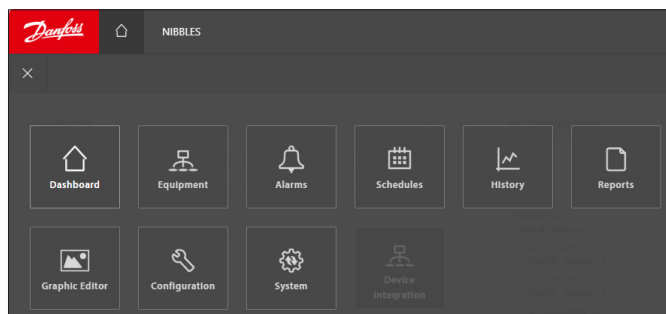 Danfoss
NIBBLES
Dashboard
Equipment
Alarms
Schedules
History
Reports
Graphic Editor
Configuration
System
Device
Integration